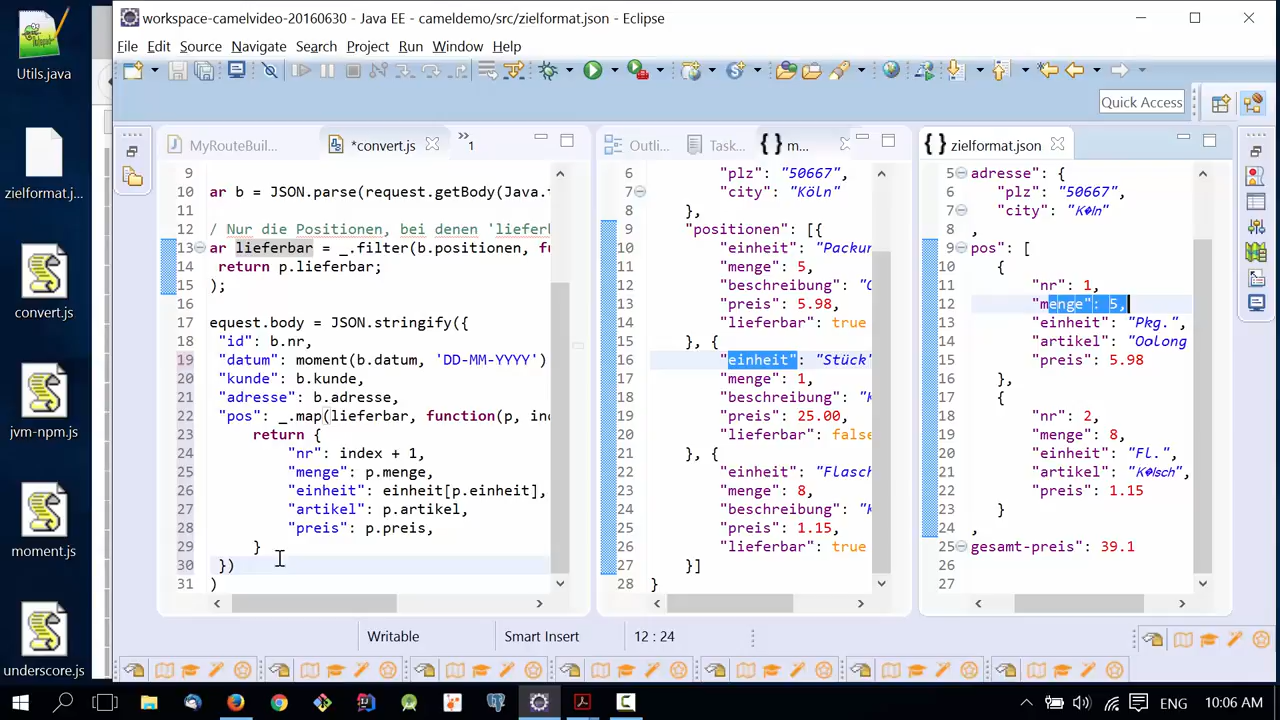 workspace-camelvideo-20160630 - Java EE - cameldemo/src/zielformat.json - Eclipse
File Edit Source Navigate Search Project Run Window Help
Quick Access
Utils.java
zielformat.j...
convert.js
jvm-npm.js
moment.js
underscore.js
MyRouteBuil... *convert.js 1
9
10 ar b = JSON.parse(request.getBody(Java.
11
12 / Nur die Positionen, bei denen 'lieferb
13 ar lieferbar = _.filter(b.positionen, fu
14 return p.lieferbar;
15 );
16
17 equest.body = JSON.stringify({
18 "id": b.nr,
19 "datum": moment(b.datum, 'DD-MM-YYYY')
20 "kunde": b.kunde,
21 "adresse": b.adresse,
22 "pos": _.map(lieferbar, function(p, in
23 return {
24 "nr": index + 1,
25 "menge": p.menge,
26 "einheit": einheit[p.einheit],
27 "artikel": p.artikel,
28 "preis": p.preis,
29 }
30 })
31 )
Outli... Task... {} m...
6 "plz": "50667",
7 "city": "Köln"
8 },
9 "positionen": [{
10 "einheit": "Packun
11 "menge": 5,
12 "beschreibung":
13 "preis": 5.98,
14 "lieferbar": true
15 }, {
16 "einheit": "Stück"
17 "menge": 1,
18 "beschreibung":
19 "preis": 25.00,
20 "lieferbar": false
21 }, {
22 "einheit": "Flasch
23 "menge": 8,
24 "beschreibung":
25 "preis": 1.15,
26 "lieferbar": true
27 }]
28 }
{} zielformat.json
5 adresse": {
6 "plz": "50667",
7 "city": "K�ln"
8 ,
9 pos": [
10 {
11 "nr": 1,
12 "menge": 5,
13 "einheit": "Pkg.",
14 "artikel": "Oolong
15 "preis": 5.98
16 },
17 {
18 "nr": 2,
19 "menge": 8,
20 "einheit": "Fl.",
21 "artikel": "K�lsch",
22 "preis": 1.15
23 }
24 ,
25 gesamt-preis": 39.1
26
27
Writable Smart Insert 12 : 24
ENG 10:06 AM